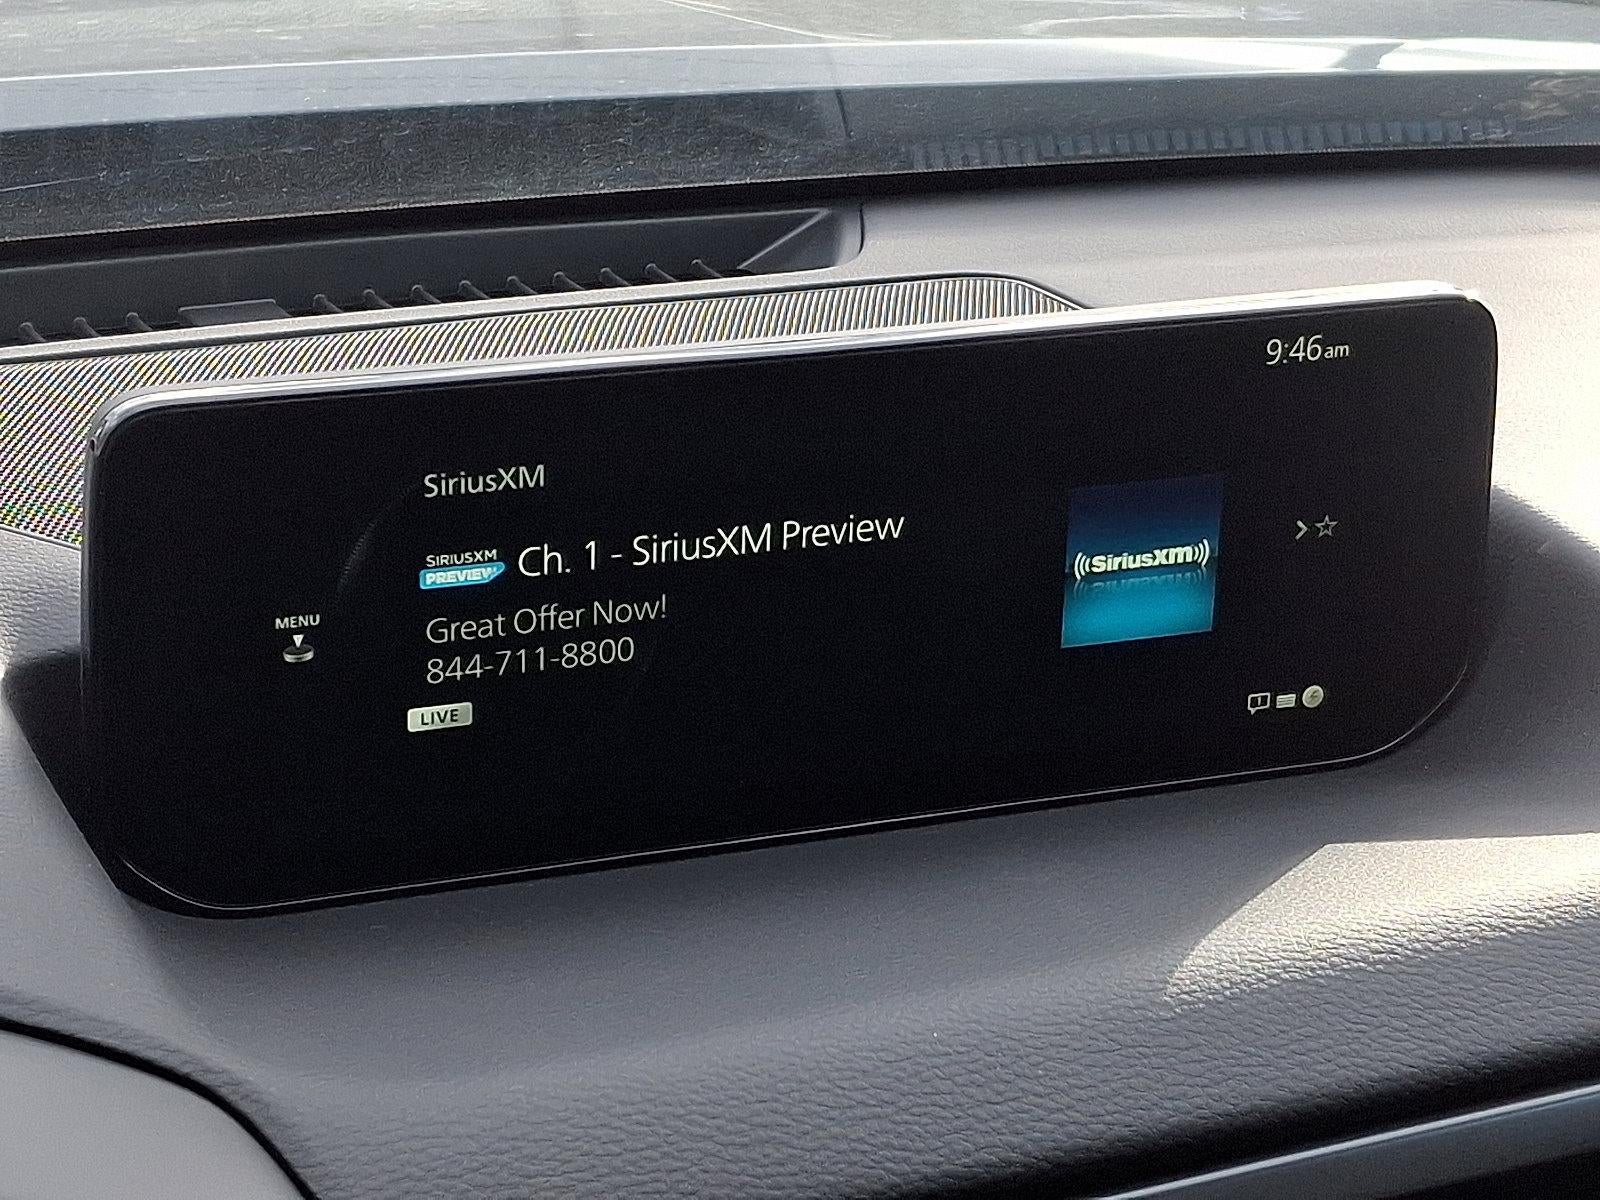 9:46am
SiriusXM
SIRIUSXM
PREVIEW
Ch. 1 - SiriusXM Preview
((SiriusXM))
MENU
Great Offer Now!
844-711-8800
LIVE